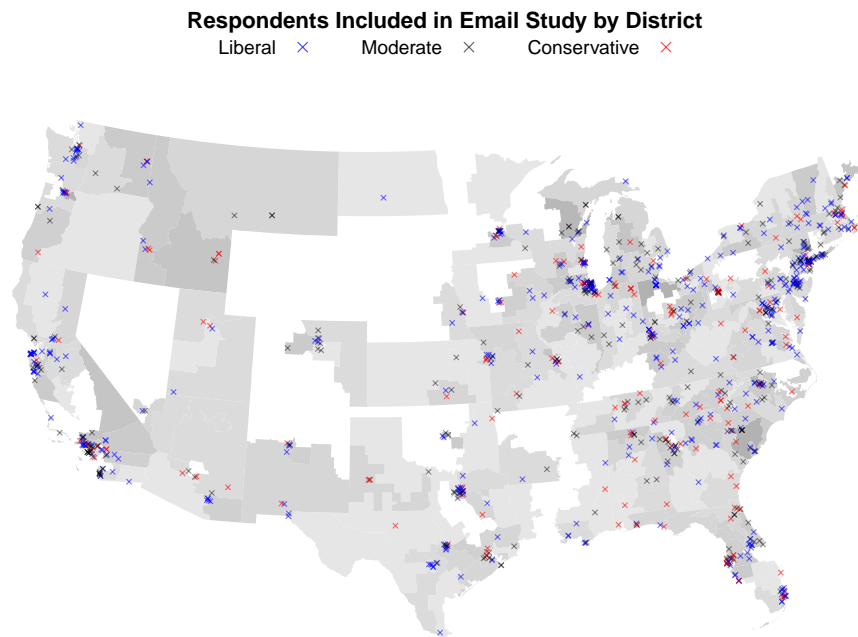 Respondents Included in Email Study by District
Liberal × Moderate × Conservative ×